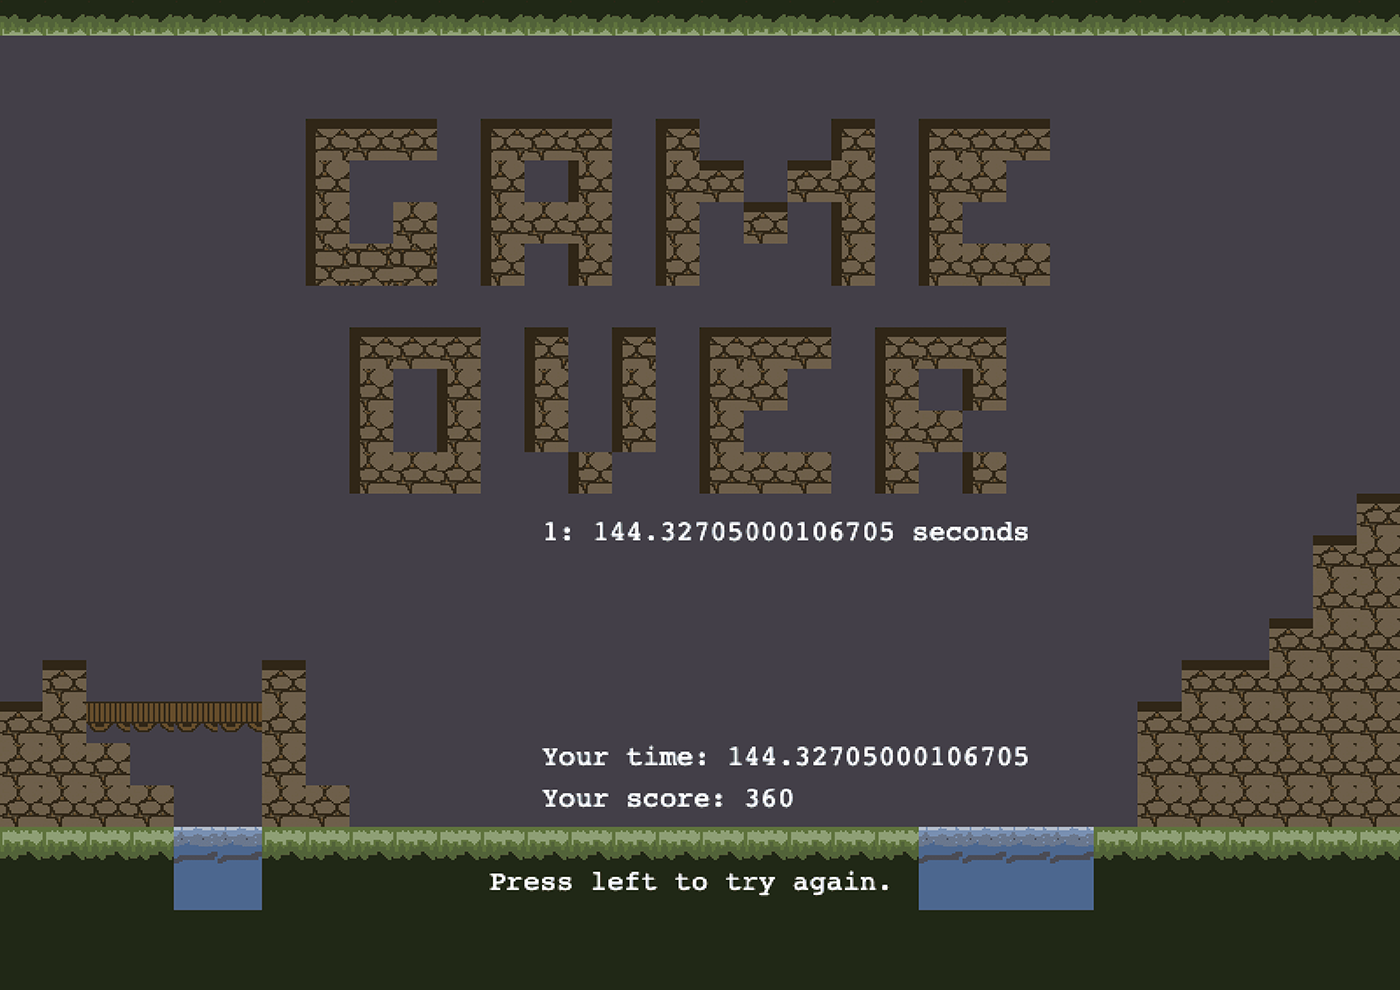 GAME
OVER
1: 144.32705000106705 seconds
Your time: 144.32705000106705
Your score: 360
Press left to try again.